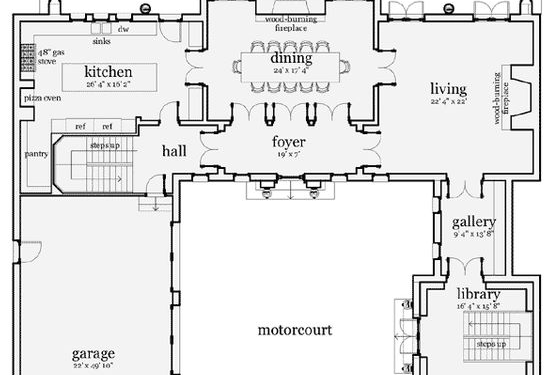 dw
sinks
48" gas
stove
kitchen
26' 4" x 16' 2"
pizza oven
ref ref
pantry
steps up
hall
wood-burning
fireplace
dining
24' x 17' 4"
foyer
19' x 7'
living
22' 4" x 22'
wood-burning
fireplace
gallery
9' 4" x 13' 8"
library
16' 4" x 15' 8"
steps up
motorcourt
garage
22' x 49' 10"